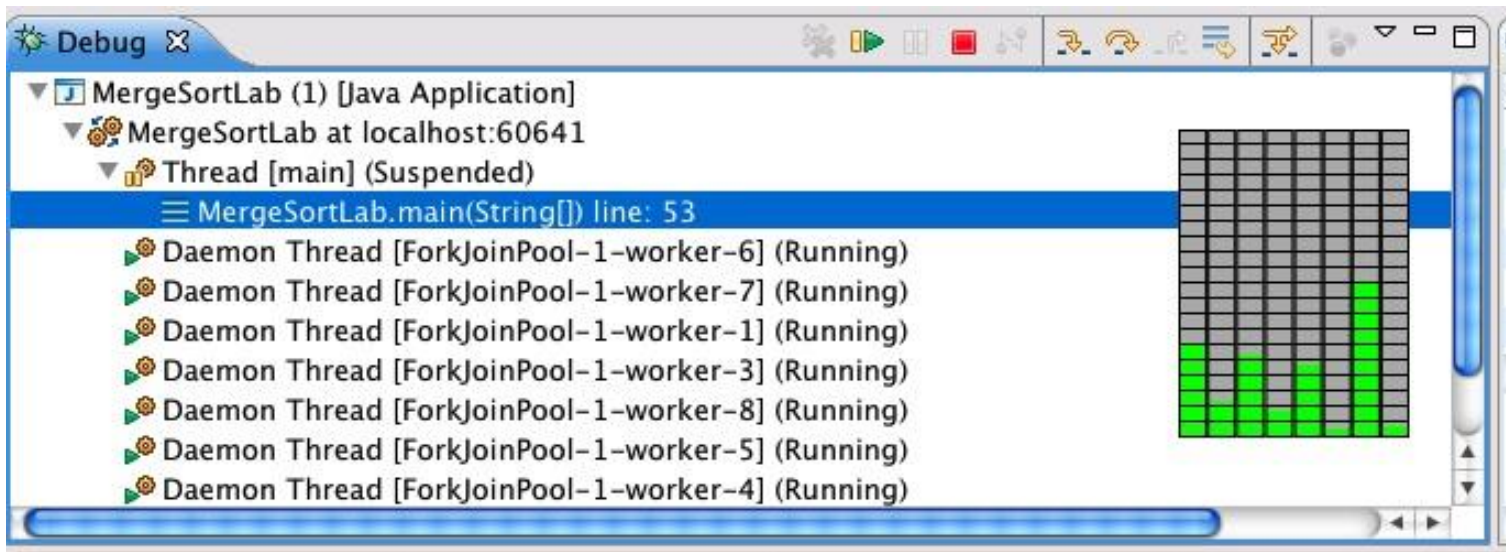 Debug
MergeSortLab (1) [Java Application]
MergeSortLab at localhost:60641
Thread [main] (Suspended)
MergeSortLab.main(String[]) line: 53
Daemon Thread [ForkJoinPool-1-worker-6] (Running)
Daemon Thread [ForkJoinPool-1-worker-7] (Running)
Daemon Thread [ForkJoinPool-1-worker-1] (Running)
Daemon Thread [ForkJoinPool-1-worker-3] (Running)
Daemon Thread [ForkJoinPool-1-worker-8] (Running)
Daemon Thread [ForkJoinPool-1-worker-5] (Running)
Daemon Thread [ForkJoinPool-1-worker-4] (Running)